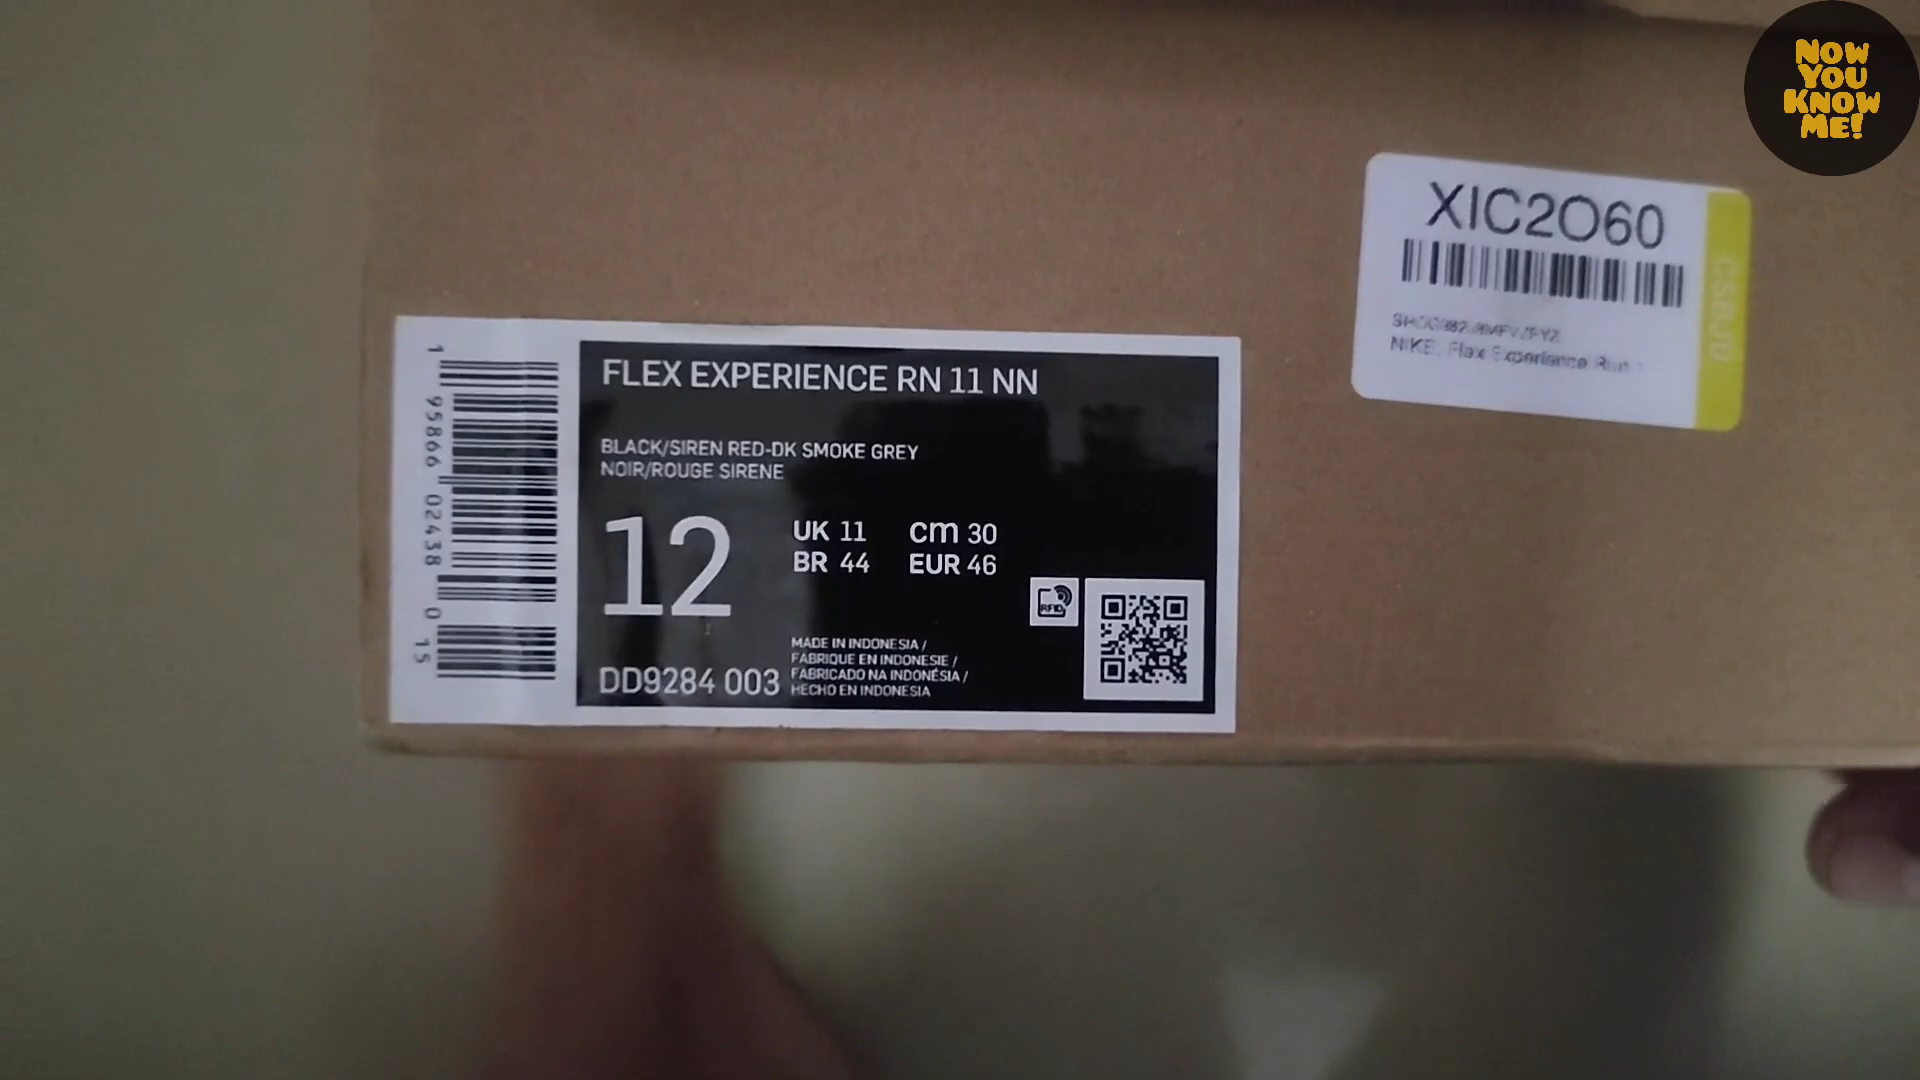 NOW
YOU
KNOW
ME!
XIC2O60
CSBJU
NIKE, Flex Experience Run
FLEX EXPERIENCE RN 11 NN
BLACK/SIREN RED-DK SMOKE GREY
NOIR/ROUGE SIRENE
12
UK 11 cm 30
BR 44 EUR 46
RFID
MADE IN INDONESIA /
FABRIQUE EN INDONESIE /
FABRICADO NA INDONÉSIA /
HECHO EN INDONESIA
DD9284 003
1 95866 02438 0 15